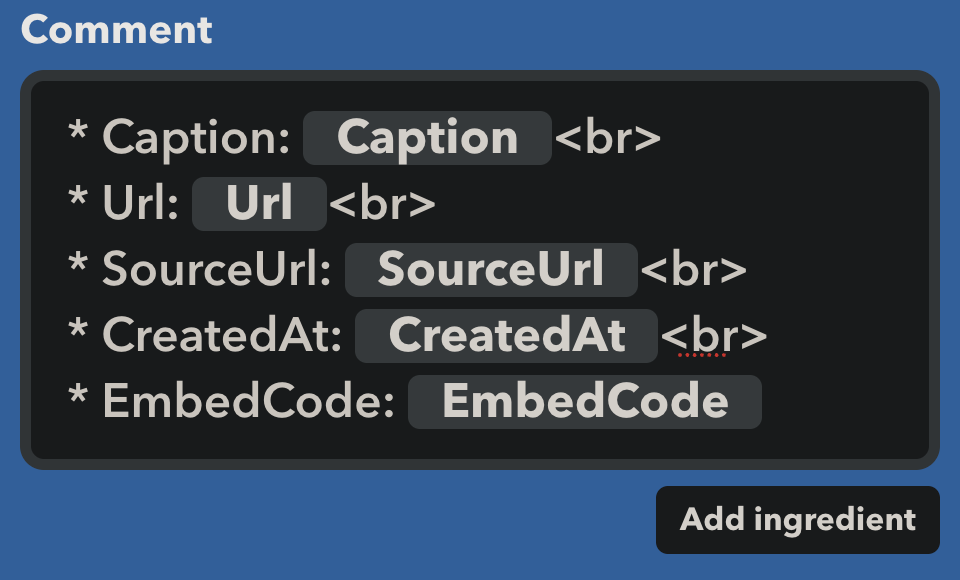 Comment
* Caption: Caption<br>
* Url: Url<br>
* SourceUrl: SourceUrl<br>
* CreatedAt: CreatedAt<br>
* EmbedCode: EmbedCode
Add ingredient